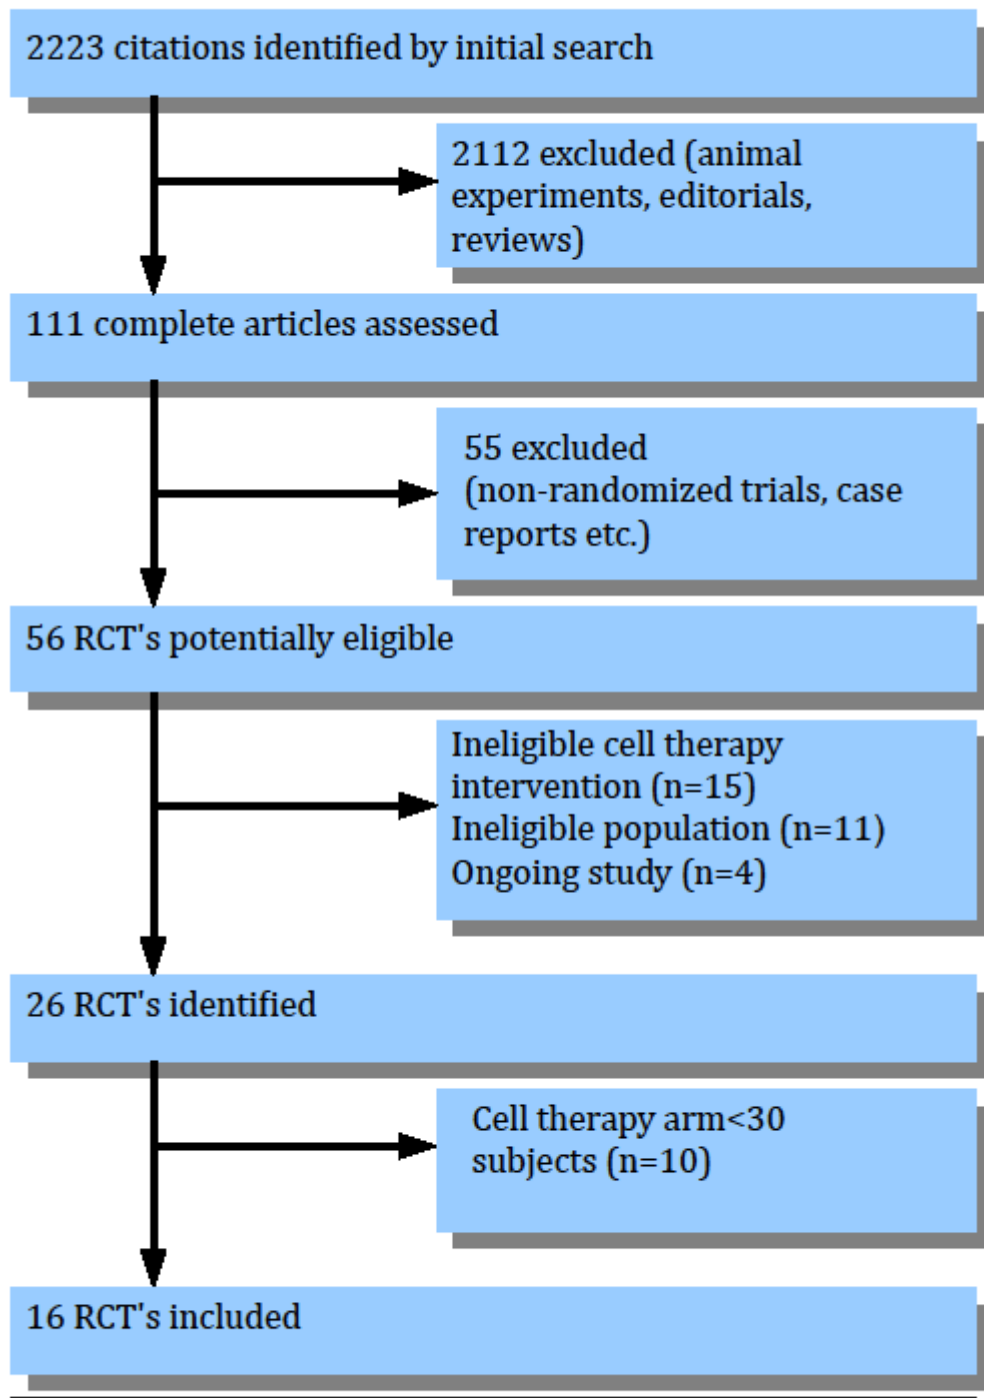 2223 citations identified by initial search
2112 excluded (animal
experiments, editorials,
reviews)
111 complete articles assessed
55 excluded
(non-randomized trials, case
reports etc.)
56 RCT's potentially eligible
Ineligible cell therapy
intervention (n=15)
Ineligible population (n=11)
Ongoing study (n=4)
26 RCT's identified
Cell therapy arm<30
subjects (n=10)
16 RCT's included